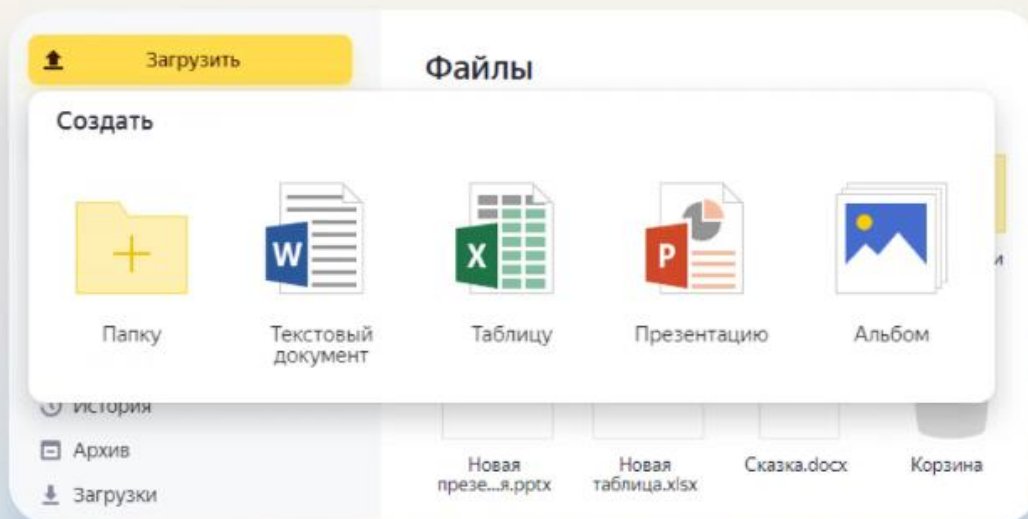 Загрузить
Файлы
Создать
W
X
P
Папку
Текстовый
документ
Таблицу
Презентацию
Альбом
и
История
Архив
Загрузки
Новая
презе...я.pptx
Новая
таблица.xlsx
Сказка.docx
Корзина